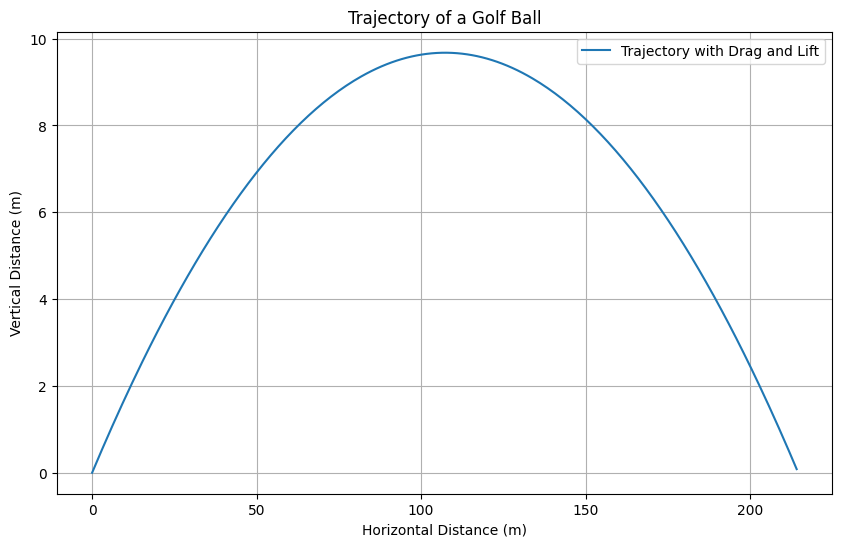 Trajectory of a Golf Ball
Trajectory with Drag and Lift
10
8
6
4
2
0
Vertical Distance (m)
0 50 100 150 200
Horizontal Distance (m)